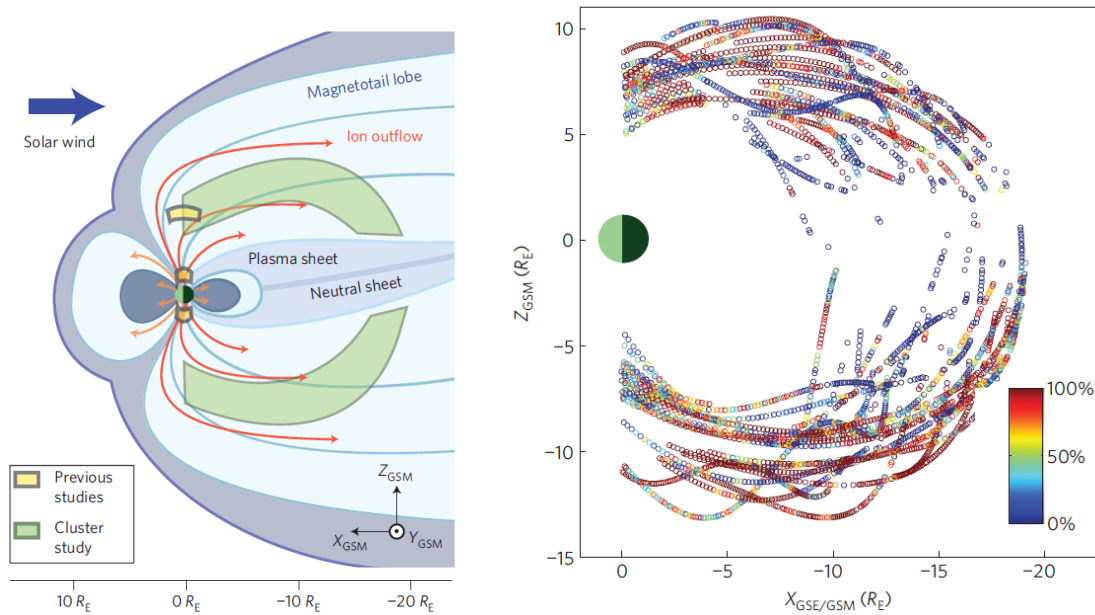 Solar wind
Magnetotail lobe
Ion outflow
Plasma sheet
Neutral sheet
Previous
studies
Cluster
study
Z_GSM
X_GSM
Y_GSM
10 R_E
0 R_E
−10 R_E
−20 R_E
10
5
0
−5
−10
−15
Z_GSM (R_E)
100%
50%
0%
0
−5
−10
−15
−20
X_GSE/GSM (R_E)